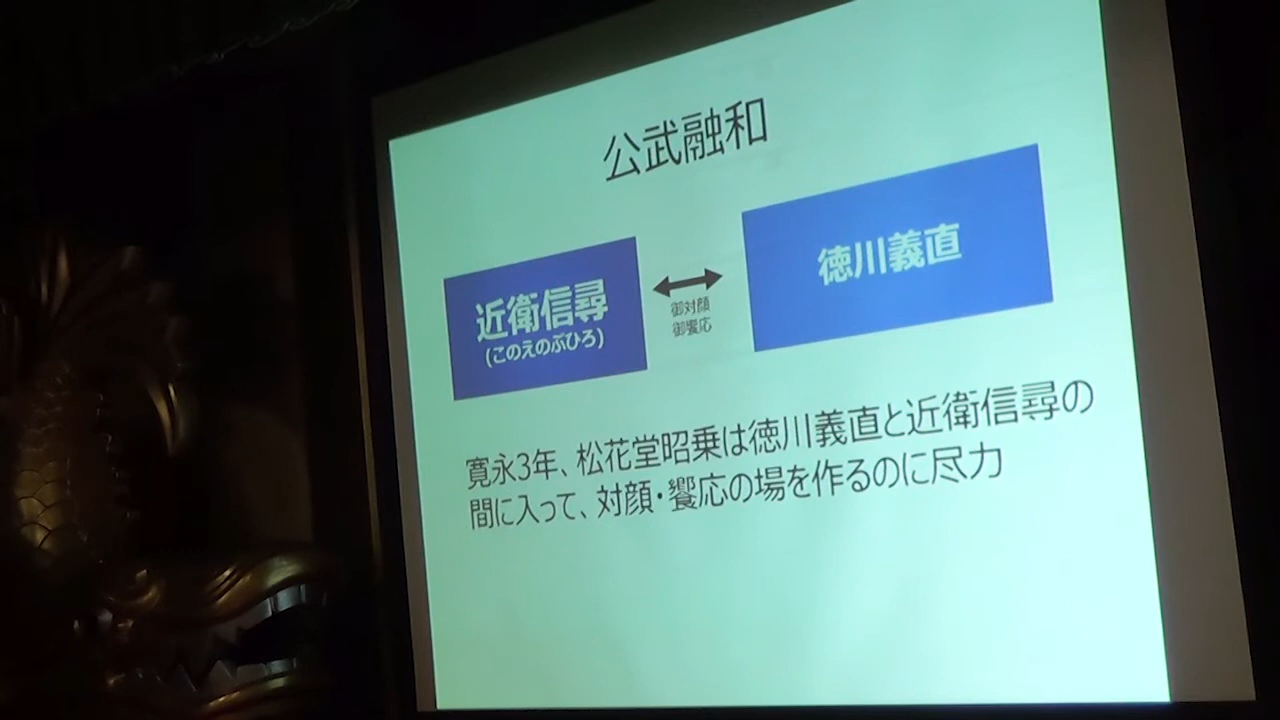 公武融和
近衛信尋
(このえのぶひろ)
御対顔
御饗応
徳川義直
寛永3年、松花堂昭乗は徳川義直と近衛信尋の
間に入って、対顔・饗応の場を作るのに尽力